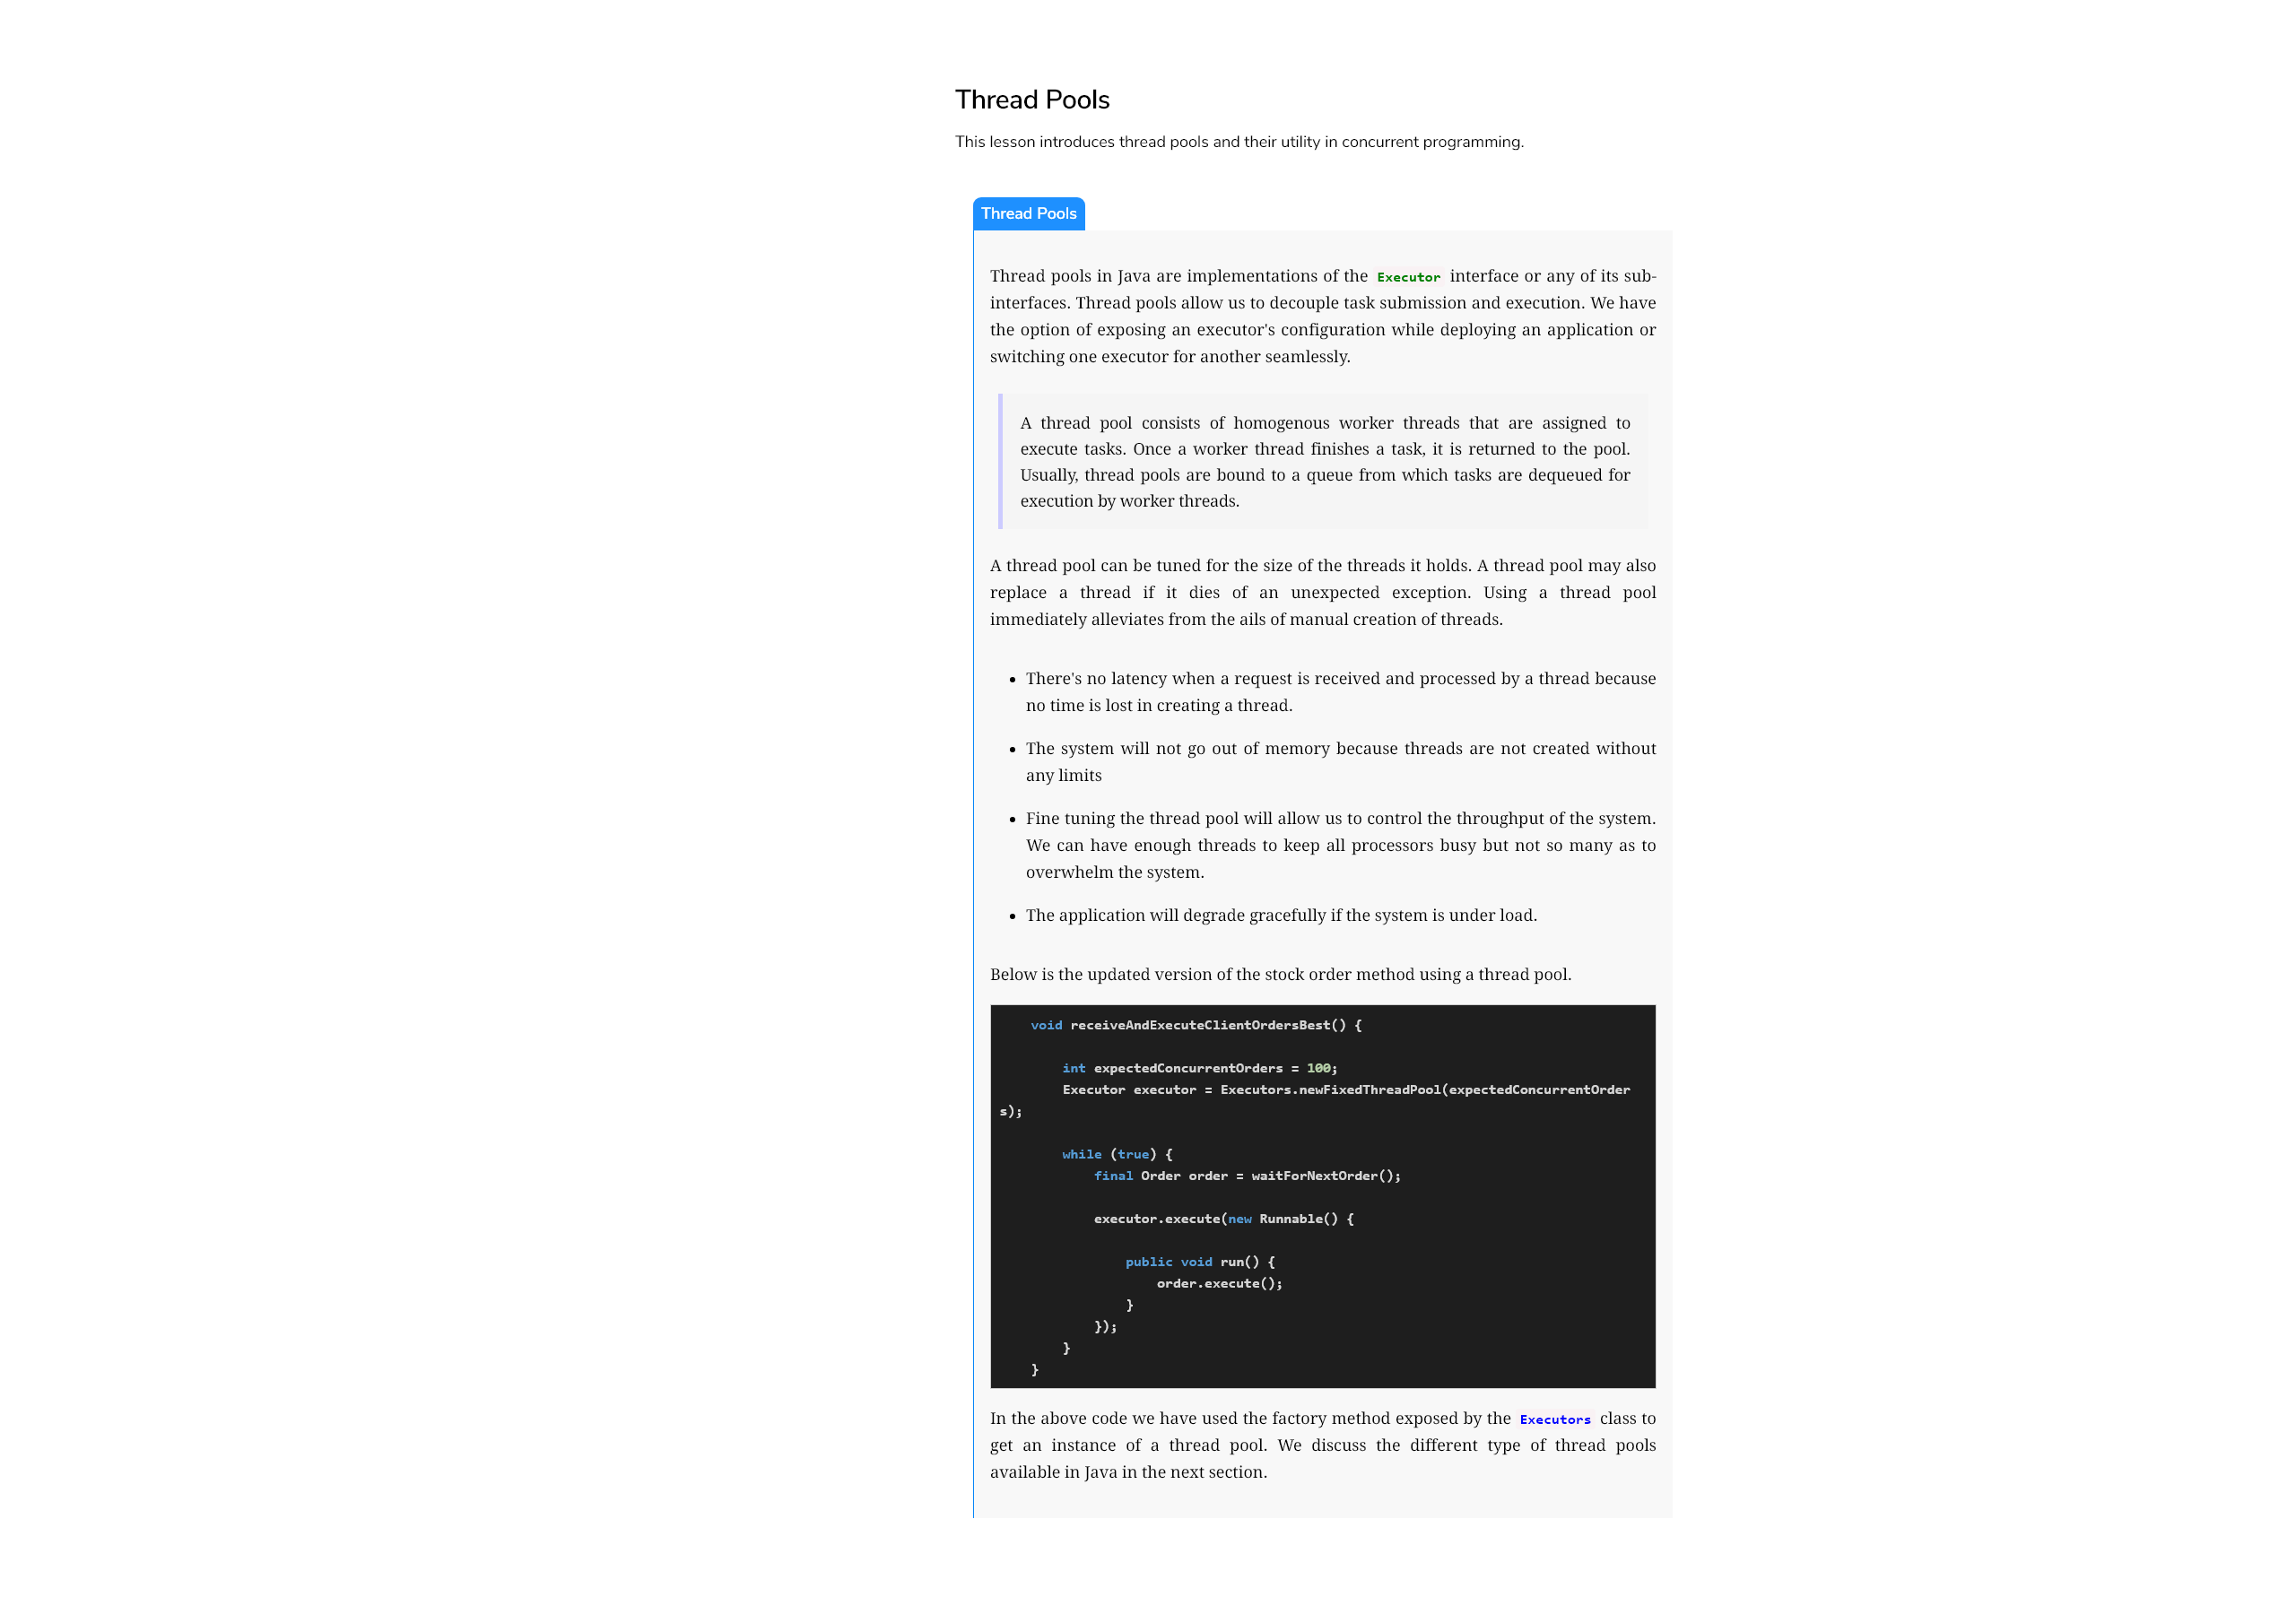 Thread Pools
This lesson introduces thread pools and their utility in concurrent programming.
Thread Pools
Thread pools in Java are implementations of the Executor interface or any of its sub-
interfaces. Thread pools allow us to decouple task submission and execution. We have
the option of exposing an executor's configuration while deploying an application or
switching one executor for another seamlessly.
A thread pool consists of homogenous worker threads that are assigned to
execute tasks. Once a worker thread finishes a task, it is returned to the pool.
Usually, thread pools are bound to a queue from which tasks are dequeued for
execution by worker threads.
A thread pool can be tuned for the size of the threads it holds. A thread pool may also
replace a thread if it dies of an unexpected exception. Using a thread pool
immediately alleviates from the ails of manual creation of threads.
• There's no latency when a request is received and processed by a thread because
no time is lost in creating a thread.
• The system will not go out of memory because threads are not created without
any limits
• Fine tuning the thread pool will allow us to control the throughput of the system.
We can have enough threads to keep all processors busy but not so many as to
overwhelm the system.
• The application will degrade gracefully if the system is under load.
Below is the updated version of the stock order method using a thread pool.
    void receiveAndExecuteClientOrdersBest() {
        int expectedConcurrentOrders = 100;
        Executor executor = Executors.newFixedThreadPool(expectedConcurrentOrder
s);
        while (true) {
            final Order order = waitForNextOrder();
            executor.execute(new Runnable() {
                public void run() {
                    order.execute();
                }
            });
        }
    }
In the above code we have used the factory method exposed by the Executors class to
get an instance of a thread pool. We discuss the different type of thread pools
available in Java in the next section.